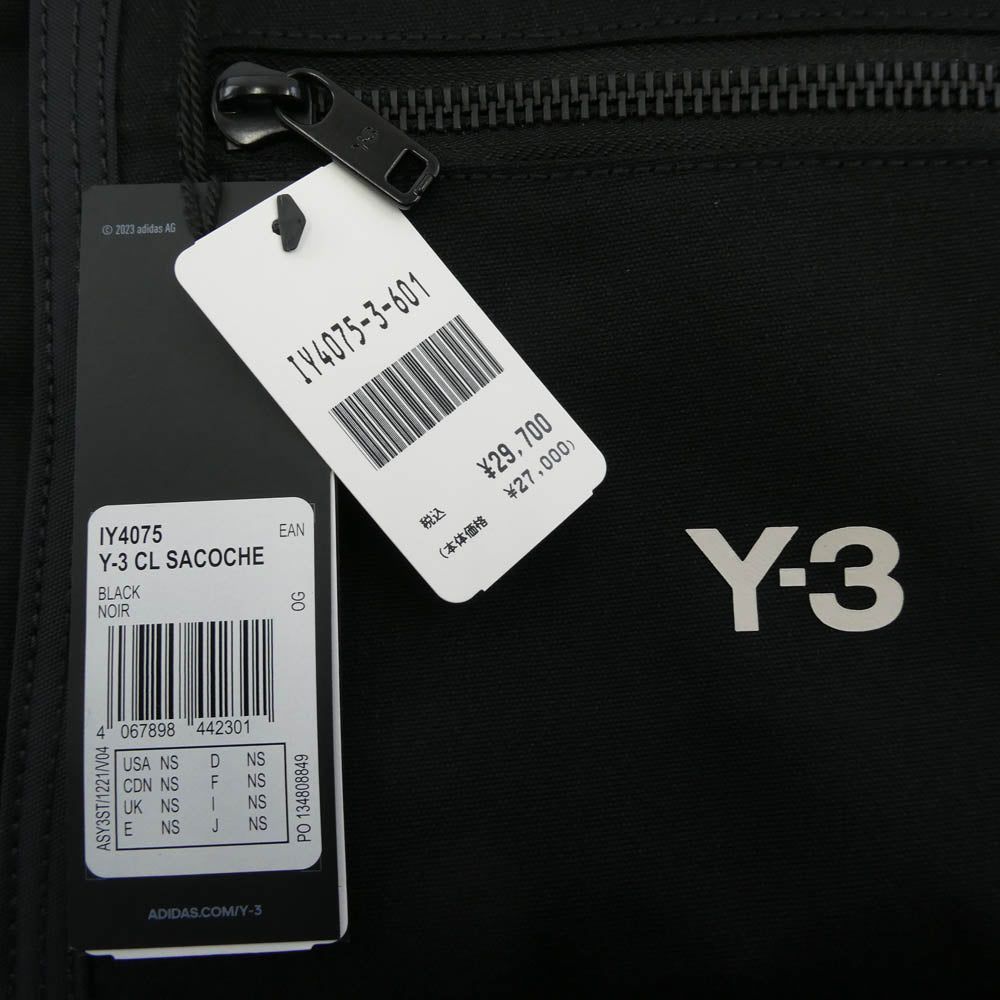 Y-3
© 2023 adidas AG
IY4075-3-601
¥29,700
税込
¥27,000)
(本体価格
Y-3
IY4075
EAN
Y-3 CL SACOCHE
BLACK
NOIR
OG
4 067898 442301
ASY3ST/1221/V04
USA NS D NS
CDN NS F NS
UK NS I NS
E NS J NS
PO 134808849
ADIDAS.COM/Y-3